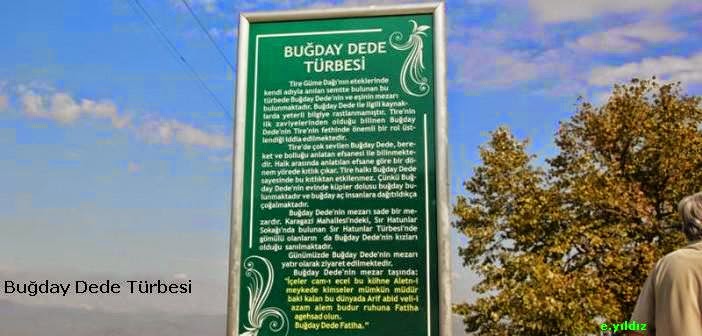 BUĞDAY DEDE
TÜRBESİ
Tire Güme Dağı'nın eteklerinde
kendi adıyla anılan semtte bulunan bu
türbede Buğday Dede'nin ve eşinin mezarı
bulunmaktadır. Buğday Dede ile ilgili kaynak-
larda yeterli bilgiye rastlanmamıştır. Tire'nin
ilk zaviyelerinden olduğu bilinen Buğday
Dede'nin Tire'nin fethinde önemli bir rol üst-
lendiği iddia edilmektedir.
Tire'de çok sevilen Buğday Dede, bere-
ket ve bolluğu anlatan efsanesi ile bilinmekte-
dir. Halk arasında anlatılan efsane göre bir dö-
nem yörede kıtlık çıkar. Tire halkı Buğday Dede
sayesinde bu kıtlıktan etkilenmez. Çünkü Buğ-
day Dede'nin evinde küpler dolusu buğday bu-
lunmaktadır ve buğday aç insanlara dağıtıldıkça
çoğalmaktadır.
Buğday Dede'nin mezarı sade bir me-
zardır. Karagazi Mahallesi'ndeki, Sır Hatunlar
Sokağı'nda bulunan Sır Hatunlar Türbesi'nde
gömülü olanların da Buğday Dede'nin kızları
olduğu sanılmaktadır.
Günümüzde Buğday Dede'nin mezarı
yatır olarak ziyaret edilmektedir.
Buğday Dede'nin mezar taşında:
"İçeler cam-ı ecel bu köhne Alem-i
meykede kimseler mümkün müdür
baki kalan bu dünyada Arif abid veli-i
azam alem budur ruhuna Fatiha
agehsad olun.
Buğday Dede Fatiha."
Buğday Dede Türbesi
e.yıldız